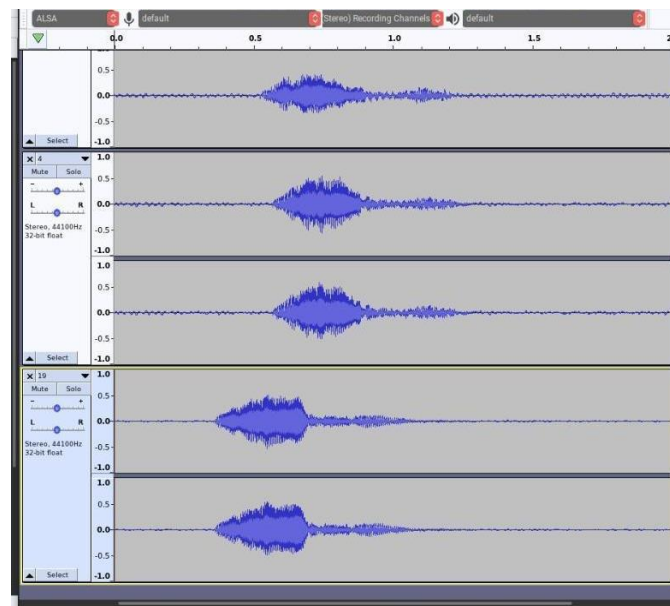 ALSA default (Stereo) Recording Channels default
0.0 0.5 1.0 1.5
0.5
0.0
-0.5
Select -1.0
4 1.0
Mute Solo
- + 0.5
L R 0.0
Stereo, 44100Hz -0.5
32-bit float
-1.0
1.0
0.5
0.0
-0.5
Select -1.0
19 1.0
Mute Solo
- + 0.5
L R 0.0
Stereo, 44100Hz -0.5
32-bit float
-1.0
1.0
0.5
0.0
-0.5
Select -1.0